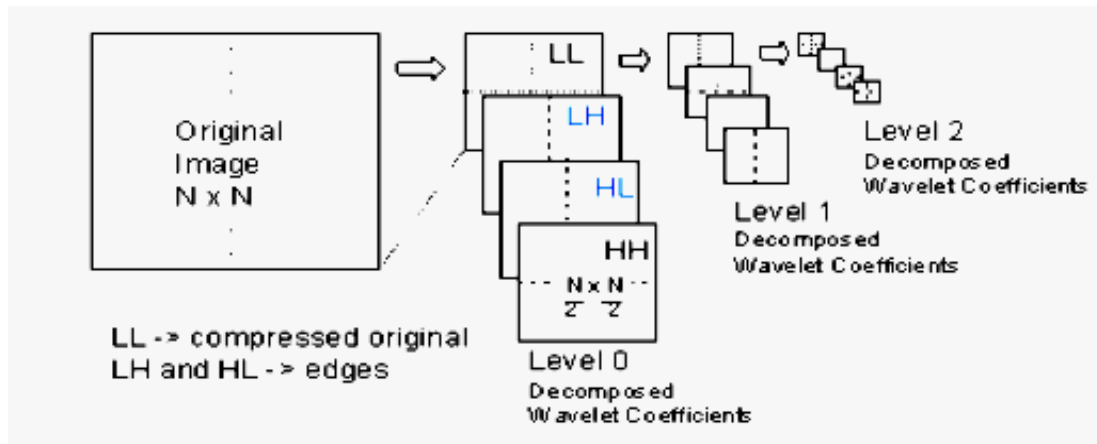 Original
Image
N x N
LL
LH
HL
HH
N x N
2 2
LL -> compressed original
LH and HL -> edges
Level 0
Decomposed
Wavelet Coefficients
Level 1
Decomposed
Wavelet Coefficients
Level 2
Decomposed
Wavelet Coefficients